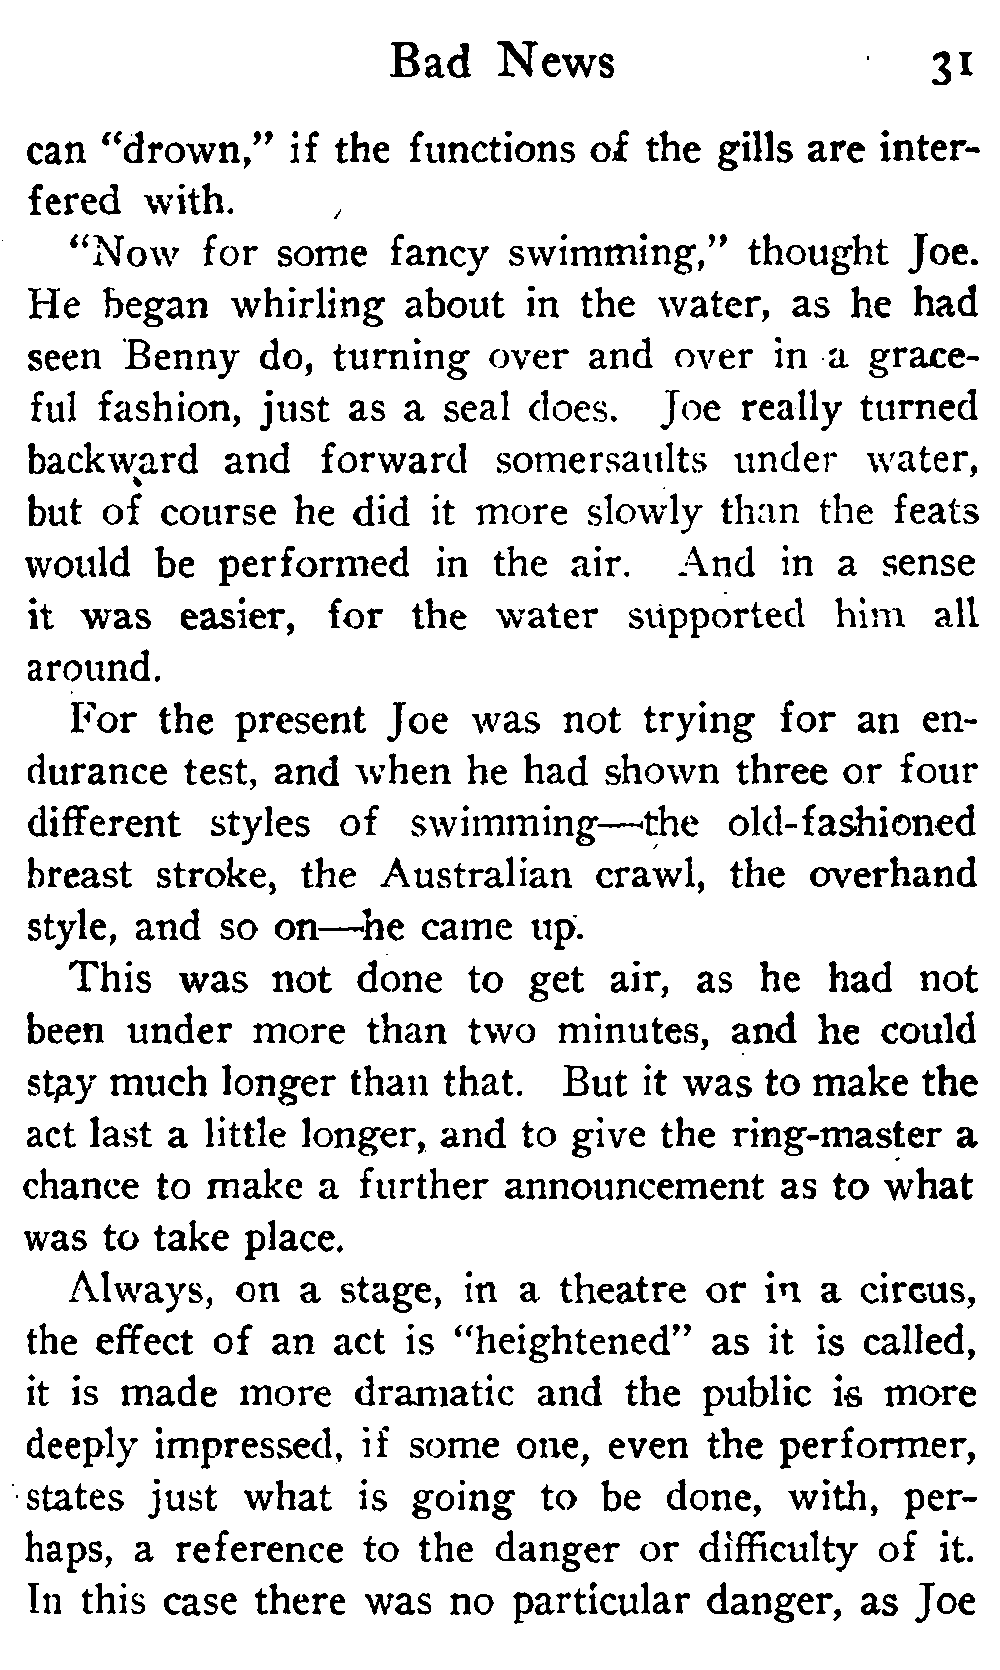 Bad News 31
can "drown," if the functions of the gills are inter-
fered with.
"Now for some fancy swimming," thought Joe.
He began whirling about in the water, as he had
seen Benny do, turning over and over in a grace-
ful fashion, just as a seal does. Joe really turned
backward and forward somersaults under water,
but of course he did it more slowly than the feats
would be performed in the air. And in a sense
it was easier, for the water supported him all
around.
For the present Joe was not trying for an en-
durance test, and when he had shown three or four
different styles of swimming—the old-fashioned
breast stroke, the Australian crawl, the overhand
style, and so on—he came up.
This was not done to get air, as he had not
been under more than two minutes, and he could
stay much longer than that. But it was to make the
act last a little longer, and to give the ring-master a
chance to make a further announcement as to what
was to take place.
Always, on a stage, in a theatre or in a circus,
the effect of an act is "heightened" as it is called,
it is made more dramatic and the public is more
deeply impressed, if some one, even the performer,
states just what is going to be done, with, per-
haps, a reference to the danger or difficulty of it.
In this case there was no particular danger, as Joe